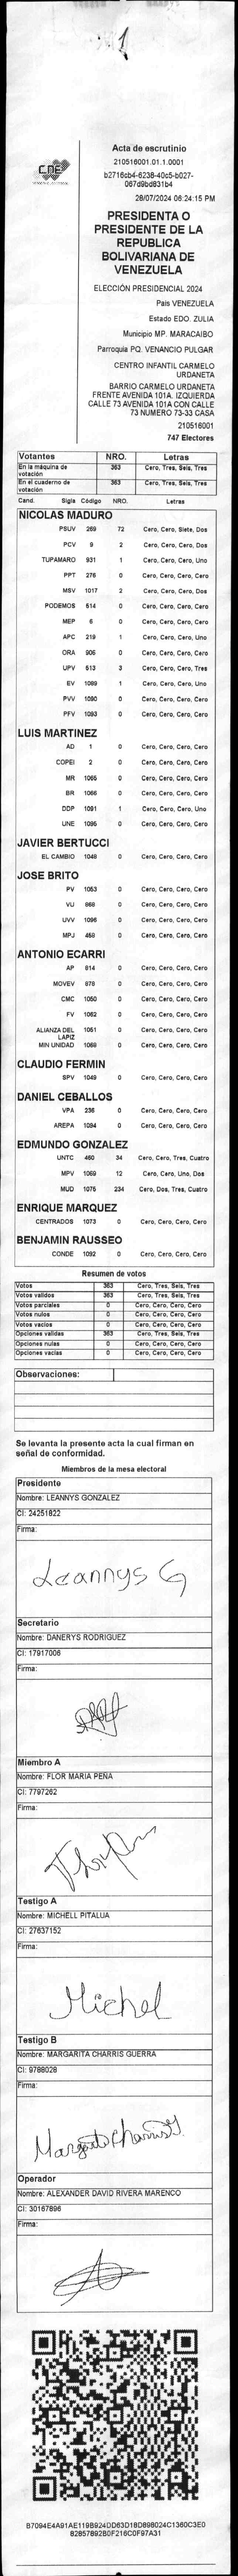 CNE
Acta de escrutinio
210516001.01.1.0001
b2716cb4-6238-40c5-b027-
067d9bd831b4
28/07/2024 06:24:15 PM
PRESIDENTA O
PRESIDENTE DE LA
REPUBLICA
BOLIVARIANA DE
VENEZUELA
ELECCIÓN PRESIDENCIAL 2024
País VENEZUELA
Estado EDO. ZULIA
Municipio MP. MARACAIBO
Parroquia PQ. VENANCIO PULGAR
CENTRO INFANTIL CARMELO
URDANETA
BARRIO CARMELO URDANETA
FRENTE AVENIDA 101A. IZQUIERDA
CALLE 73 AVENIDA 101A CON CALLE
73 NUMERO 73-33 CASA
210516001
747 Electores
Votantes NRO. Letras
En la máquina de votación 363 Cero, Tres, Seis, Tres
En el cuaderno de votación 363 Cero, Tres, Seis, Tres
Cand. Sigla Código NRO. Letras
NICOLAS MADURO
PSUV 269 72 Cero, Cero, Siete, Dos
PCV 9 2 Cero, Cero, Cero, Dos
TUPAMARO 931 1 Cero, Cero, Cero, Uno
PPT 276 0 Cero, Cero, Cero, Cero
MSV 1017 2 Cero, Cero, Cero, Dos
PODEMOS 514 0 Cero, Cero, Cero, Cero
MEP 6 0 Cero, Cero, Cero, Cero
APC 219 1 Cero, Cero, Cero, Uno
ORA 906 0 Cero, Cero, Cero, Cero
UPV 513 3 Cero, Cero, Cero, Tres
EV 1099 1 Cero, Cero, Cero, Uno
PVV 1090 0 Cero, Cero, Cero, Cero
PFV 1093 0 Cero, Cero, Cero, Cero
LUIS MARTINEZ
AD 1 0 Cero, Cero, Cero, Cero
COPEI 2 0 Cero, Cero, Cero, Cero
MR 1065 0 Cero, Cero, Cero, Cero
BR 1066 0 Cero, Cero, Cero, Cero
DDP 1091 1 Cero, Cero, Cero, Uno
UNE 1095 0 Cero, Cero, Cero, Cero
JAVIER BERTUCCI
EL CAMBIO 1048 0 Cero, Cero, Cero, Cero
JOSE BRITO
PV 1053 0 Cero, Cero, Cero, Cero
VU 868 0 Cero, Cero, Cero, Cero
UVV 1096 0 Cero, Cero, Cero, Cero
MPJ 459 0 Cero, Cero, Cero, Cero
ANTONIO ECARRI
AP 814 0 Cero, Cero, Cero, Cero
MOVEV 878 0 Cero, Cero, Cero, Cero
CMC 1050 0 Cero, Cero, Cero, Cero
FV 1052 0 Cero, Cero, Cero, Cero
ALIANZA DEL LAPIZ 1051 0 Cero, Cero, Cero, Cero
MIN UNIDAD 1069 0 Cero, Cero, Cero, Cero
CLAUDIO FERMIN
SPV 1049 0 Cero, Cero, Cero, Cero
DANIEL CEBALLOS
VPA 236 0 Cero, Cero, Cero, Cero
AREPA 1094 0 Cero, Cero, Cero, Cero
EDMUNDO GONZALEZ
UNTC 460 34 Cero, Cero, Tres, Cuatro
MPV 1059 12 Cero, Cero, Uno, Dos
MUD 1075 234 Cero, Dos, Tres, Cuatro
ENRIQUE MARQUEZ
CENTRADOS 1073 0 Cero, Cero, Cero, Cero
BENJAMIN RAUSSEO
CONDE 1092 0 Cero, Cero, Cero, Cero
Resumen de votos
Votos 363 Cero, Tres, Seis, Tres
Votos validos 363 Cero, Tres, Seis, Tres
Votos parciales 0 Cero, Cero, Cero, Cero
Votos nulos 0 Cero, Cero, Cero, Cero
Votos vacios 0 Cero, Cero, Cero, Cero
Opciones validas 363 Cero, Tres, Seis, Tres
Opciones nulas 0 Cero, Cero, Cero, Cero
Opciones vacias 0 Cero, Cero, Cero, Cero
Observaciones:
Se levanta la presente acta la cual firman en
señal de conformidad.
Miembros de la mesa electoral
Presidente
Nombre: LEANNYS GONZALEZ
CI: 24251822
Firma:
Leannys G
Secretario
Nombre: DANERYS RODRIGUEZ
CI: 17917006
Firma:
Miembro A
Nombre: FLOR MARIA PEÑA
CI: 7797262
Firma:
Testigo A
Nombre: MICHELL PITALUA
CI: 27637152
Firma:
Michel
Testigo B
Nombre: MARGARITA CHARRIS GUERRA
CI: 9788028
Firma:
Margarita Charris G.
Operador
Nombre: ALEXANDER DAVID RIVERA MARENCO
CI: 30167896
Firma:
B7094E4A91AE119B924DD63D18D898024C1360C3E0
82857892B0F216C0F97A31